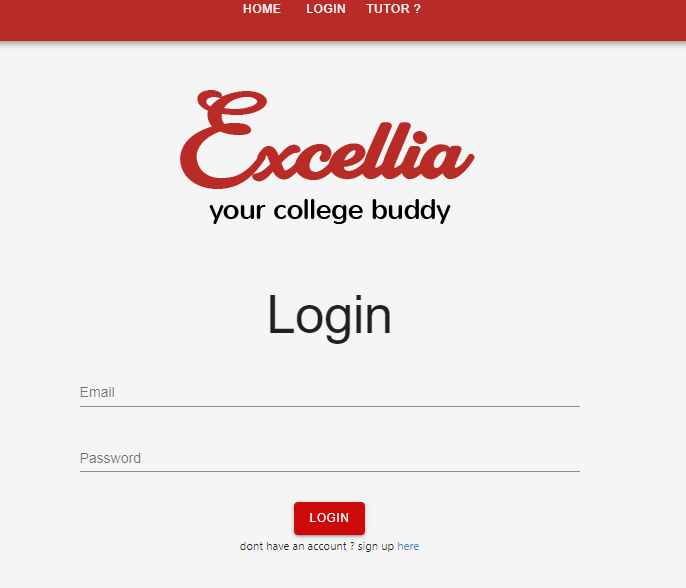 HOME LOGIN TUTOR ?
Excellia
your college buddy
Login
Email
Password
LOGIN
dont have an account ? sign up here